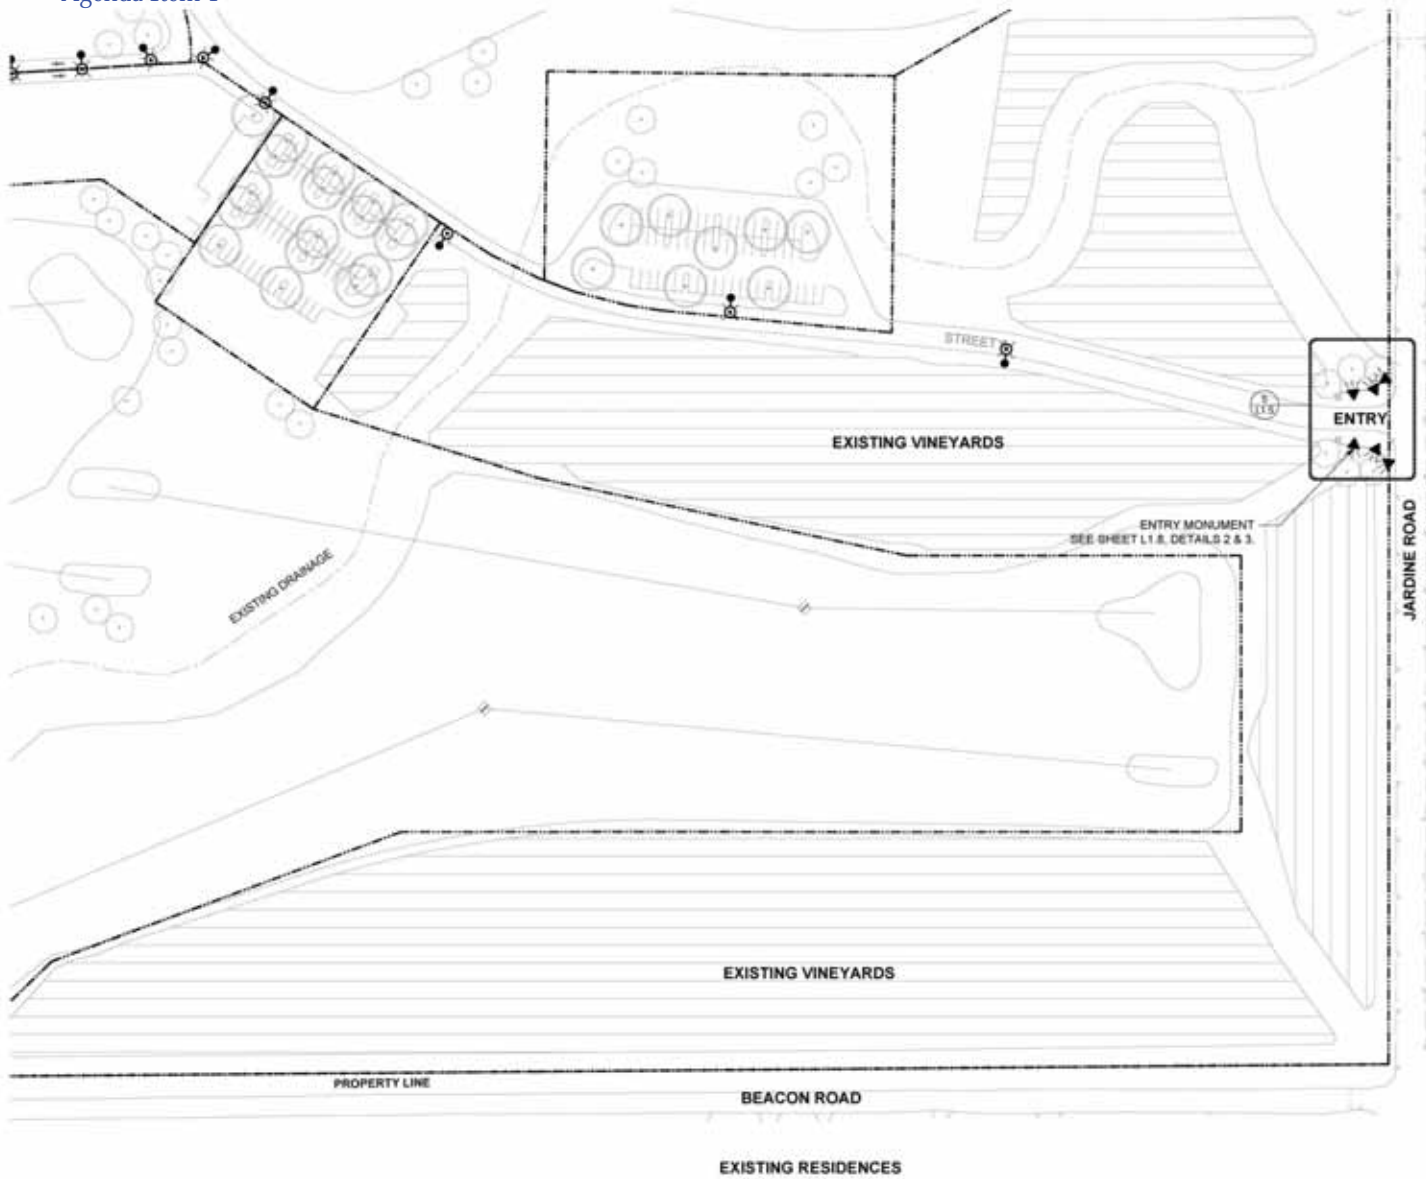 STREET
ENTRY
EXISTING VINEYARDS
ENTRY MONUMENT
SEE SHEET L1.8, DETAILS 2 & 3.
JARDINE ROAD
EXISTING DRAINAGE
EXISTING VINEYARDS
PROPERTY LINE
BEACON ROAD
EXISTING RESIDENCES